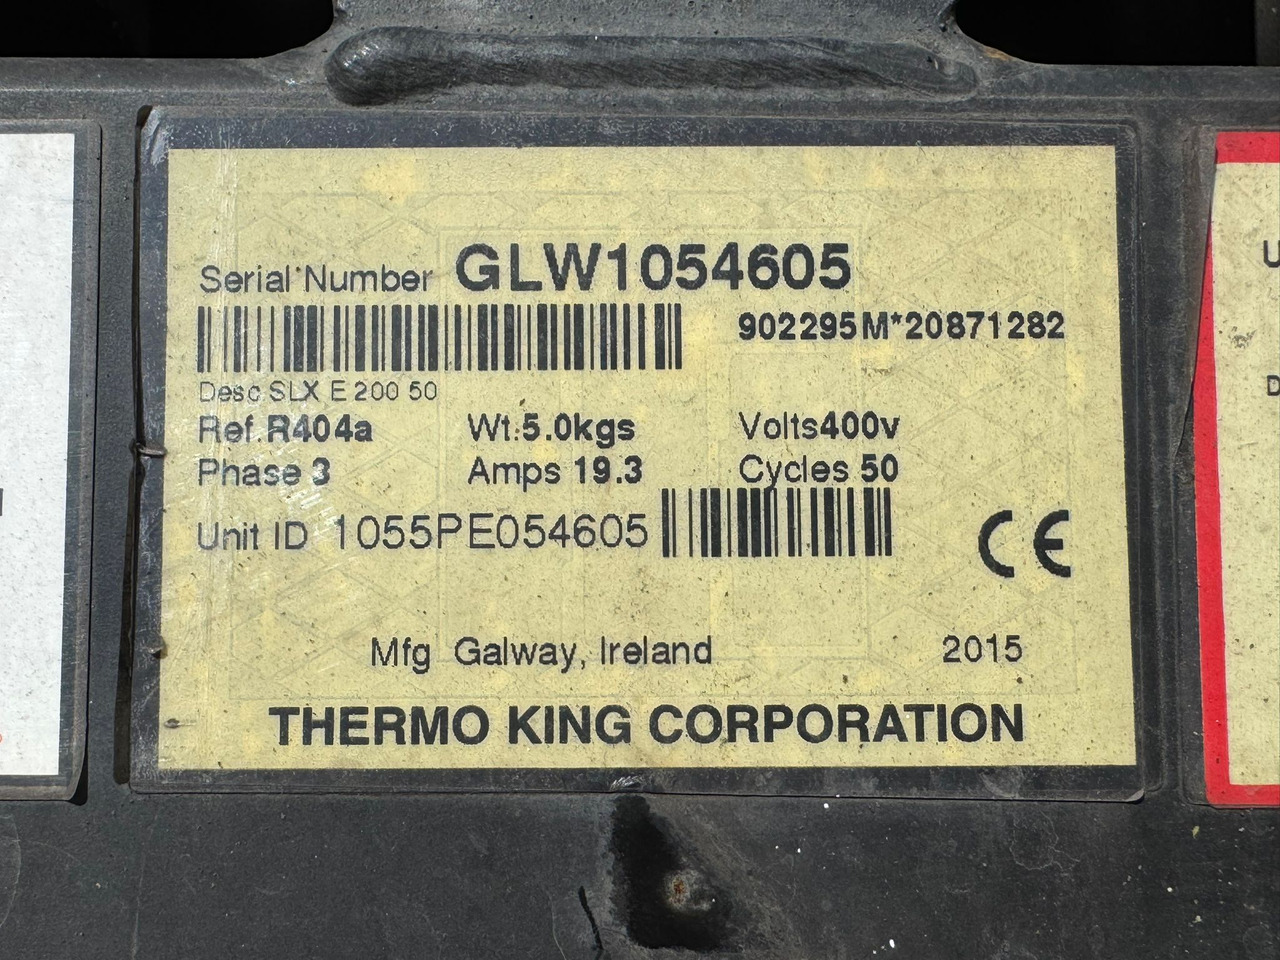 Serial Number GLW1054605
902295M*20871282
Desc SLX E 200 50
Ref.R404a Wt:5.0kgs Volts400v
Phase 3 Amps 19.3 Cycles 50
Unit ID 1055PE054605
CE
Mfg Galway, Ireland 2015
THERMO KING CORPORATION
U
D